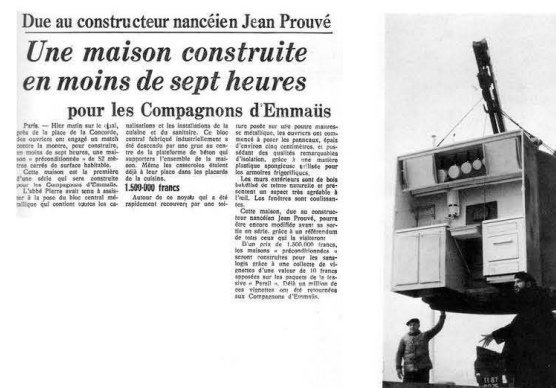 Due au constructeur nancéien Jean Prouvé
Une maison construite
en moins de sept heures
pour les Compagnons d'Emmaüs
Paris. — Hier matin sur le quai,
près de la place de la Concorde,
des ouvriers ont engagé un match
contre la montre, pour construire,
en moins de sept heures, une mai-
son « préconditionnée » de 52 mè-
tres carrés de surface habitable.
Cette maison est la première
d'une série qui sera construite
pour les Compagnons d'Emmaüs.
L'abbé Pierre avait tenu à assis-
ter à la pose du bloc central mé-
tallique qui contient toutes les ca-
nalisations et les installations de la
cuisine et du sanitaire. Ce bloc
central fabriqué industriellement a
été descendu par une grue au cen-
tre de la plateforme de béton qui
supportera l'ensemble de la mai-
son. Même les casseroles étaient
déjà à leur place dans les placards
de la cuisine.
1.500.000 francs
Autour de ce noyau qui a été
rapidement recouvert par une toi-
ture posée sur une poutre maîtres-
se métallique, les ouvriers ont com-
mencé à poser les panneaux, épais
d'environ cinq centimètres, et pos-
sédant des qualités remarquables
d'isolation, grâce à une matière
plastique spongieuse utilisée pour
les armoires frigorifiques.
Les murs extérieurs sont de bois
bakélisé de teinte naturelle et pré-
sentent un aspect très agréable à
l'œil. Les fenêtres sont coulissan-
tes.
Cette maison, due au construc-
teur nancéien Jean Prouvé, pourra
être encore modifiée avant sa sor-
tie en série, grâce à un référendum
de tous ceux qui la visiteront
D'un prix de 1.500.000 francs,
les maisons « préconditionnées »
seront construites pour les sans-
logis grâce à une collecte de vi-
gnettes d'une valeur de 10 francs
apposées sur les paquets de la les-
sive « Persil ». Déjà un million de
ces vignettes ont été retournées
aux Compagnons d'Emmaüs.